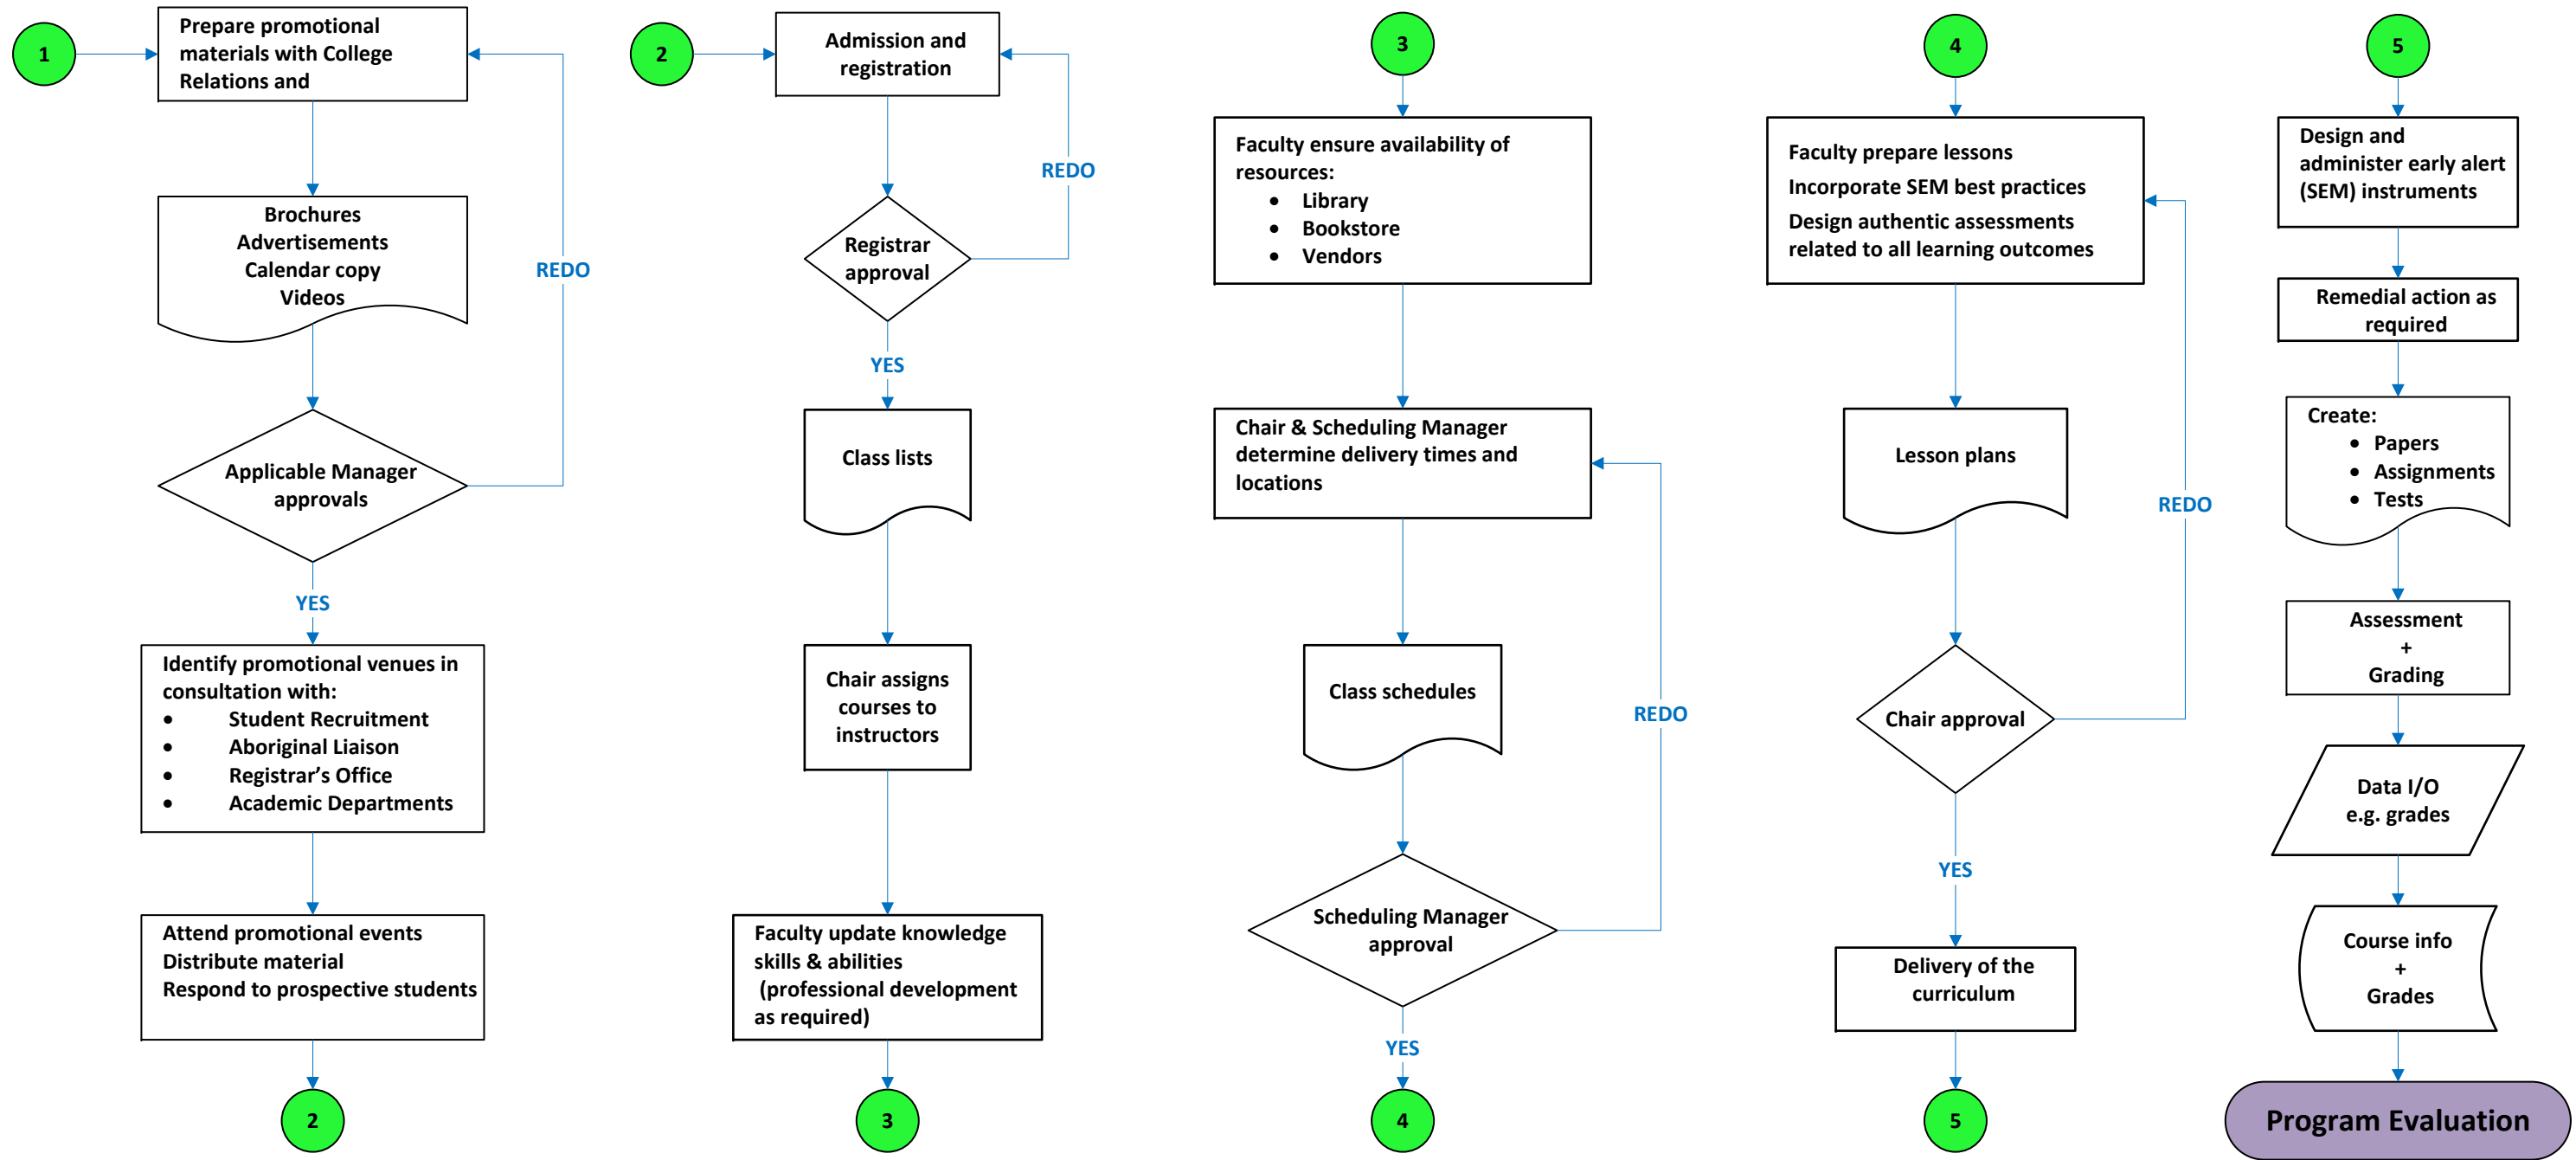 1
Prepare promotional
materials with College
Relations and
Brochures
Advertisements
Calendar copy
Videos
REDO
Applicable Manager
approvals
YES
Identify promotional venues in
consultation with:
• Student Recruitment
• Aboriginal Liaison
• Registrar’s Office
• Academic Departments
Attend promotional events
Distribute material
Respond to prospective students
2
2
Admission and
registration
REDO
Registrar
approval
YES
Class lists
Chair assigns
courses to
instructors
Faculty update knowledge
skills & abilities
(professional development
as required)
3
3
Faculty ensure availability of
resources:
• Library
• Bookstore
• Vendors
Chair & Scheduling Manager
determine delivery times and
locations
Class schedules
REDO
Scheduling Manager
approval
YES
4
4
Faculty prepare lessons
Incorporate SEM best practices
Design authentic assessments
related to all learning outcomes
Lesson plans
REDO
Chair approval
YES
Delivery of the
curriculum
5
5
Design and
administer early alert
(SEM) instruments
Remedial action as
required
Create:
• Papers
• Assignments
• Tests
Assessment
+
Grading
Data I/O
e.g. grades
Course info
+
Grades
Program Evaluation